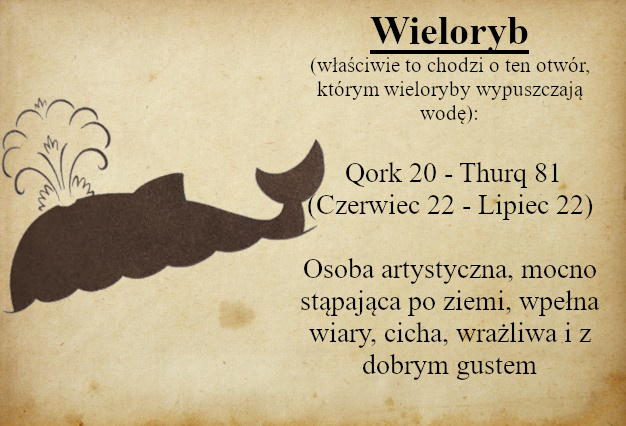 Wieloryb
(właściwie to chodzi o ten otwór,
którym wieloryby wypuszczają
wodę):
Qork 20 - Thurq 81
(Czerwiec 22 - Lipiec 22)
Osoba artystyczna, mocno
stąpająca po ziemi, wpełna
wiary, cicha, wrażliwa i z
dobrym gustem